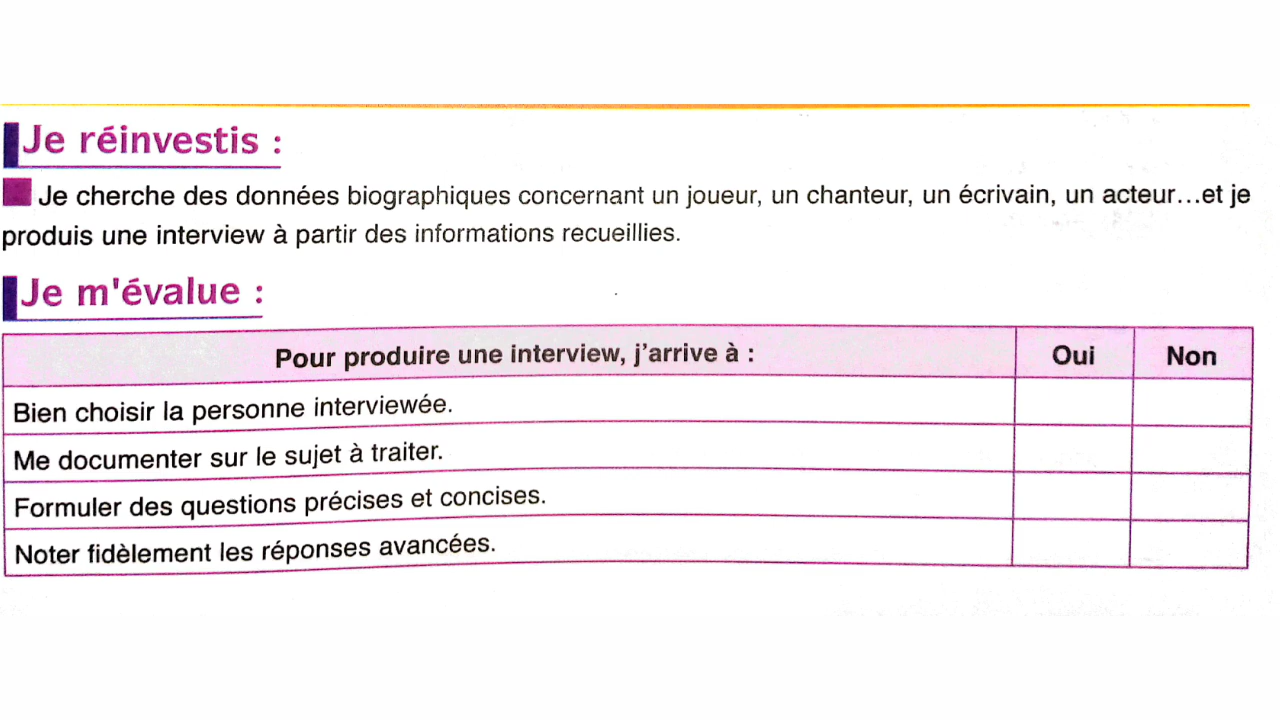 Je réinvestis :
Je cherche des données biographiques concernant un joueur, un chanteur, un écrivain, un acteur...et je
produis une interview à partir des informations recueillies.
Je m'évalue :
Pour produire une interview, j'arrive à : Oui Non
Bien choisir la personne interviewée.
Me documenter sur le sujet à traiter.
Formuler des questions précises et concises.
Noter fidèlement les réponses avancées.